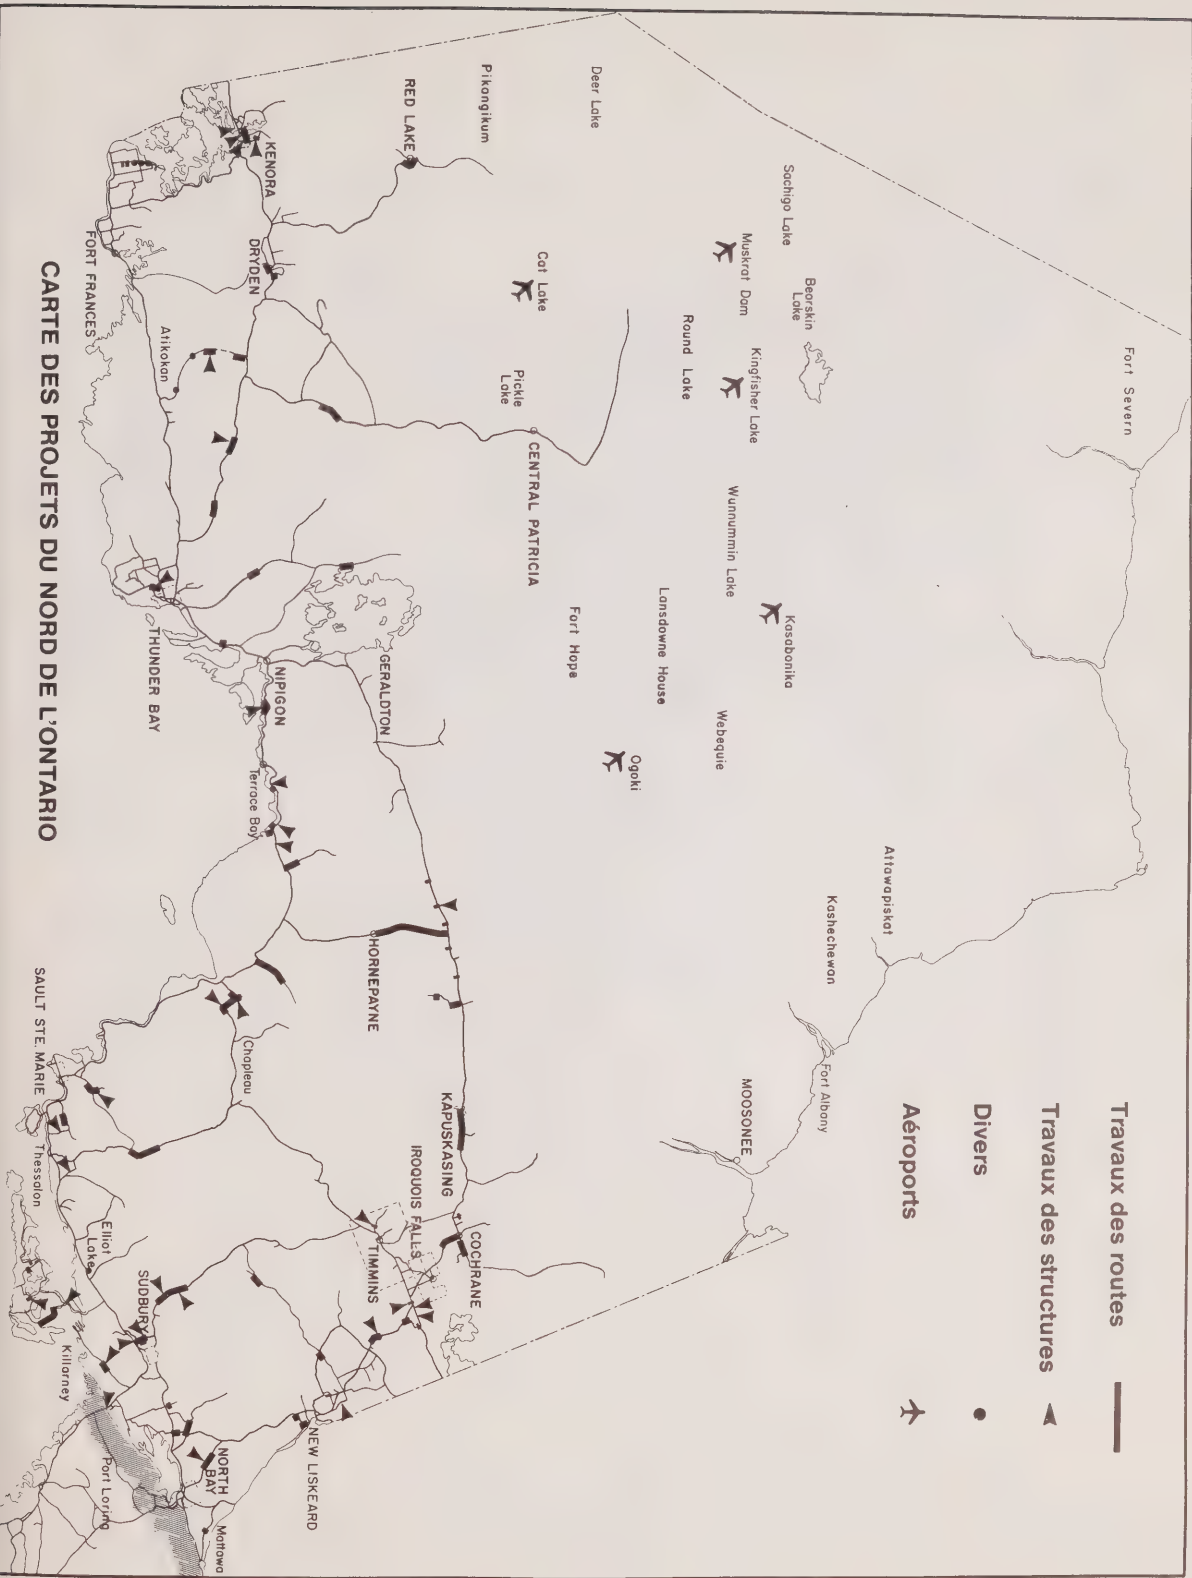 Fort Severn
Sachigo Lake
Bearskin
Lake
Deer Lake
Muskrat Dam
Kingfisher Lake
Wunnummin Lake
Kasabonika
Round Lake
Lansdowne House
Webequie
Attawapiskat
Kashechewan
Fort Albany
MOOSONEE
Pikangikum
RED LAKE
Cat Lake
Pickle
Lake
CENTRAL PATRICIA
Fort Hope
Ogoki
KENORA
DRYDEN
FORT FRANCES
Atikokan
THUNDER BAY
NIPIGON
GERALDTON
Terrace Bay
HORNEPAYNE
KAPUSKASING
IROQUOIS FALLS
COCHRANE
TIMMINS
Chapleau
SAULT STE. MARIE
Thessalon
Elliot
Lake
SUDBURY
Killarney
NEW LISKEARD
NORTH
BAY
Port Loring
Mattawa
Travaux des routes
Travaux des structures
Divers
Aéroports
CARTE DES PROJETS DU NORD DE L'ONTARIO